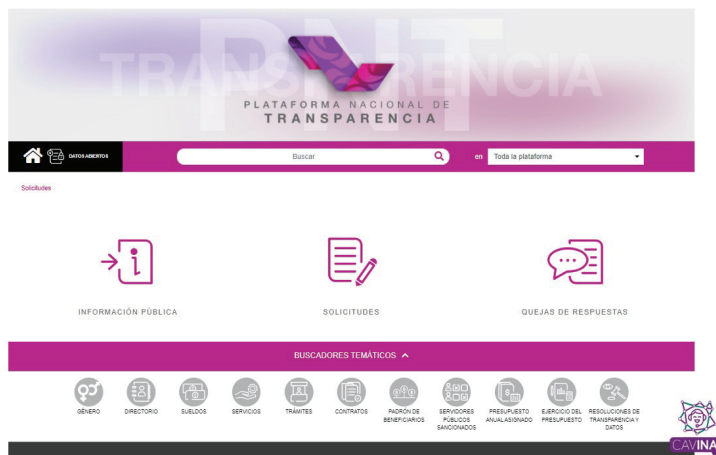 TRANSPARENCIA
PNT
PLATAFORMA NACIONAL DE
TRANSPARENCIA
DATOS ABIERTOS
Buscar
en
Toda la plataforma
Solicitudes
INFORMACIÓN PÚBLICA
SOLICITUDES
QUEJAS DE RESPUESTAS
BUSCADORES TEMÁTICOS
GÉNERO
DIRECTORIO
SUELDOS
SERVICIOS
TRÁMITES
CONTRATOS
PADRÓN DE
BENEFICIARIOS
SERVIDORES
PÚBLICOS
SANCIONADOS
PRESUPUESTO
ANUAL ASIGNADO
EJERCICIO DEL
PRESUPUESTO
RESOLUCIONES DE
TRANSPARENCIA Y
DATOS
CAVINAI